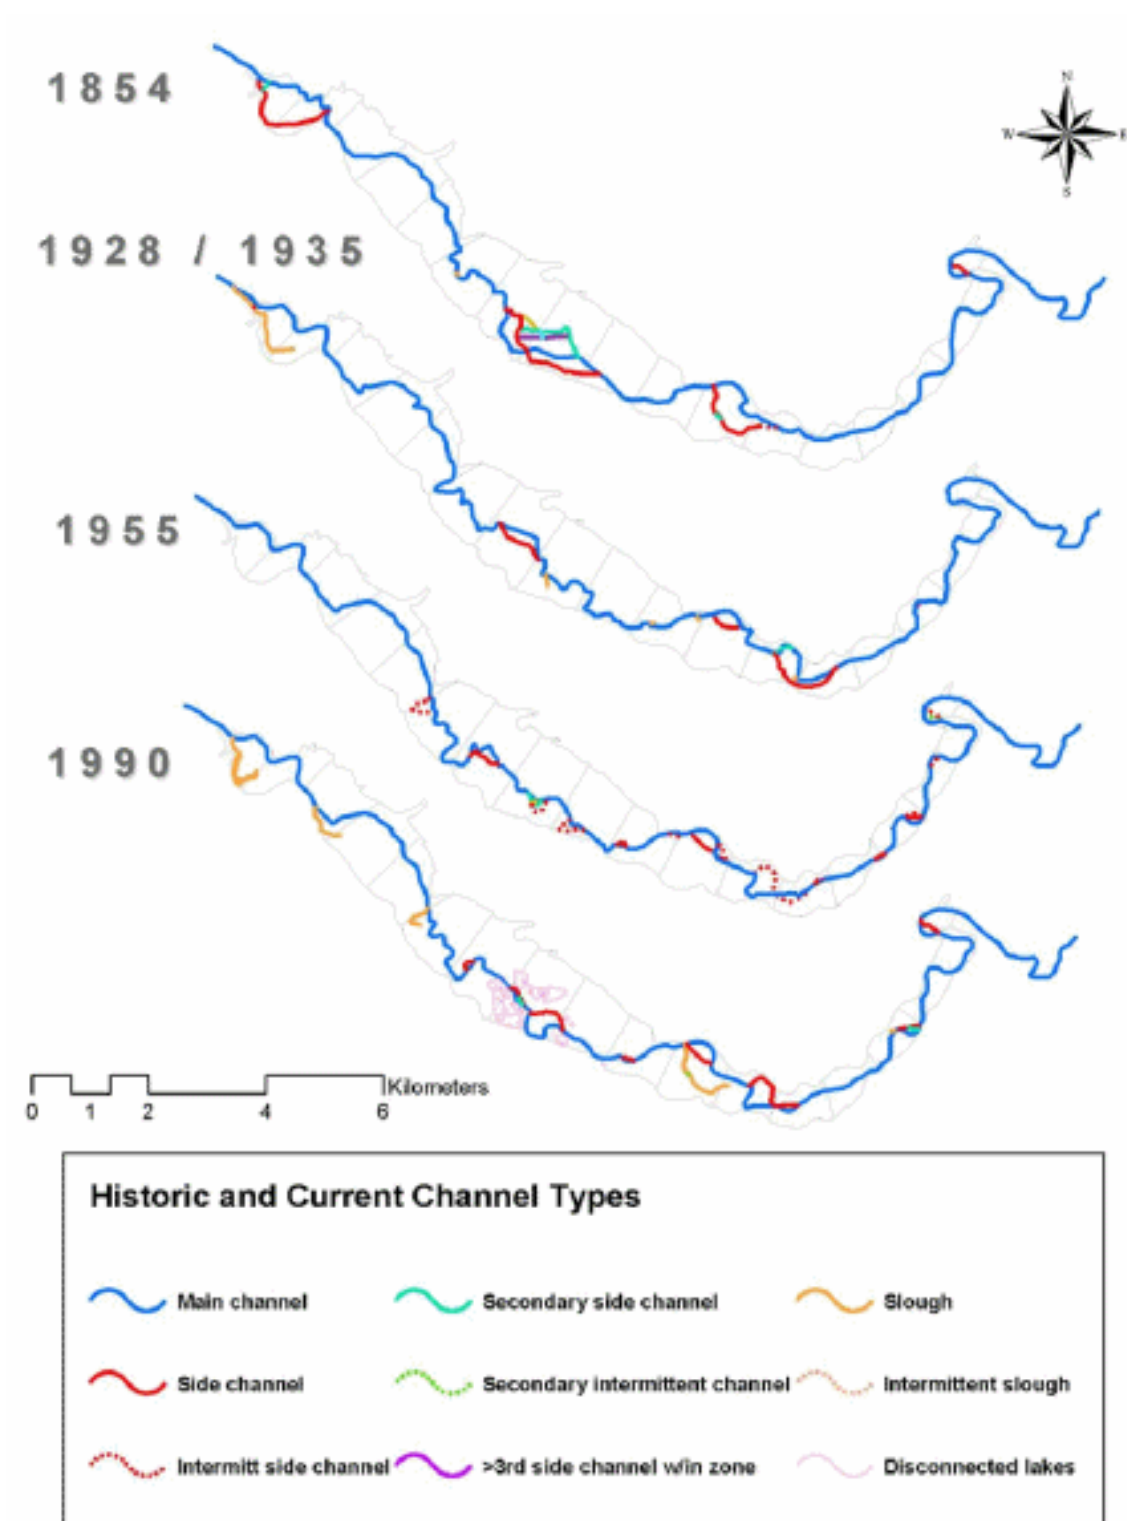 1854
N
W E
S
1928 / 1935
1955
1990
Kilometers
0 1 2 4 6
Historic and Current Channel Types
Main channel Secondary side channel Slough
Side channel Secondary intermittent channel Intermittent slough
Intermitt side channel >3rd side channel w/in zone Disconnected lakes